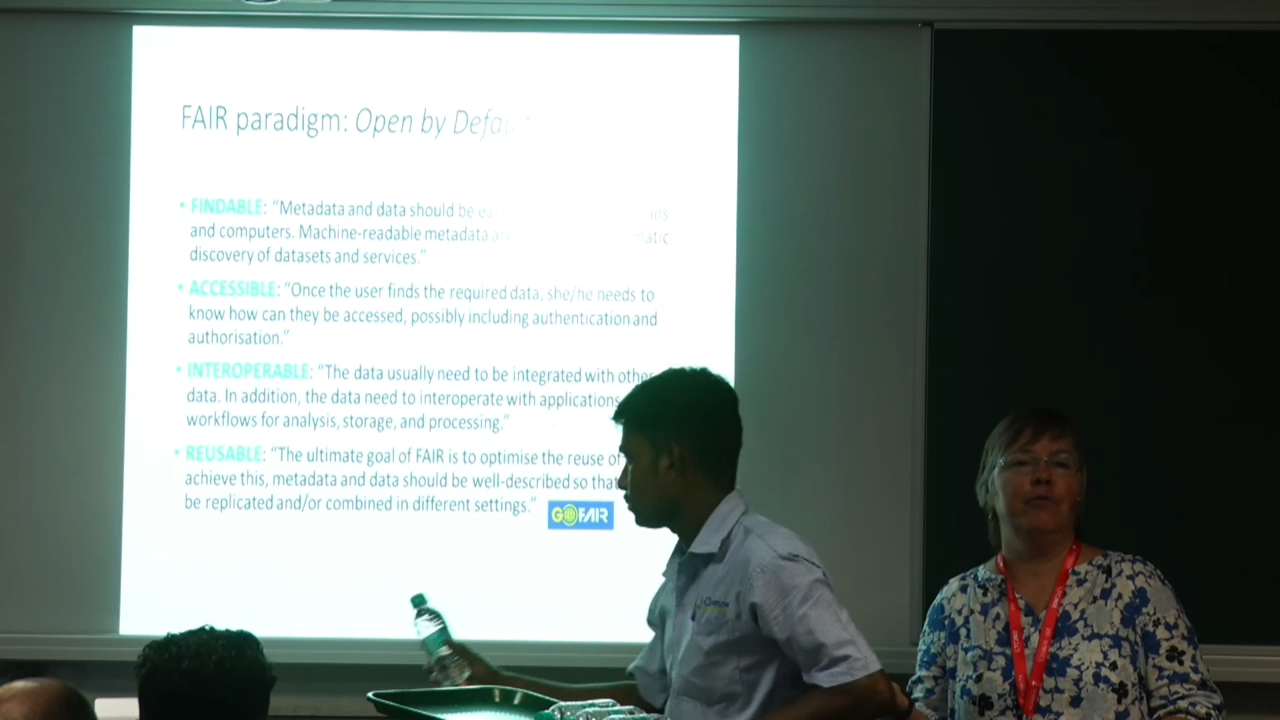 FAIR paradigm: Open by Defau
• FINDABLE: "Metadata and data should be
and computers. Machine-readable metadata
discovery of datasets and services."
• ACCESSIBLE: "Once the user finds the required data, she/he needs to
know how can they be accessed, possibly including authentication and
authorisation."
• INTEROPERABLE: "The data usually need to be integrated with other
data. In addition, the data need to interoperate with applications
workflows for analysis, storage, and processing."
• REUSABLE: "The ultimate goal of FAIR is to optimise the reuse of
achieve this, metadata and data should be well-described so that
be replicated and/or combined in different settings."
GO FAIR